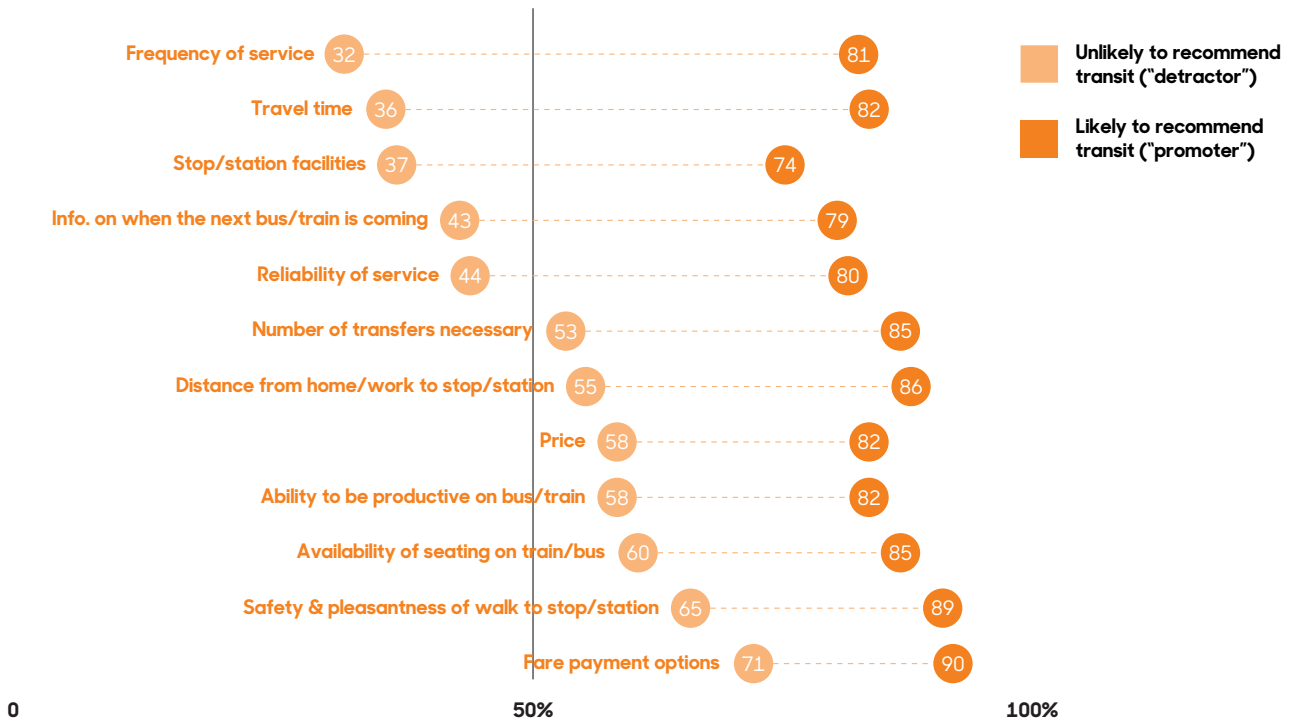 Frequency of service 32 81
Travel time 36 82
Stop/station facilities 37 74
Info. on when the next bus/train is coming 43 79
Reliability of service 44 80
Number of transfers necessary 53 85
Distance from home/work to stop/station 55 86
Price 58 82
Ability to be productive on bus/train 58 82
Availability of seating on train/bus 60 85
Safety & pleasantness of walk to stop/station 65 89
Fare payment options 71 90
0 50% 100%
Unlikely to recommend
transit (“detractor”)
Likely to recommend
transit (“promoter”)